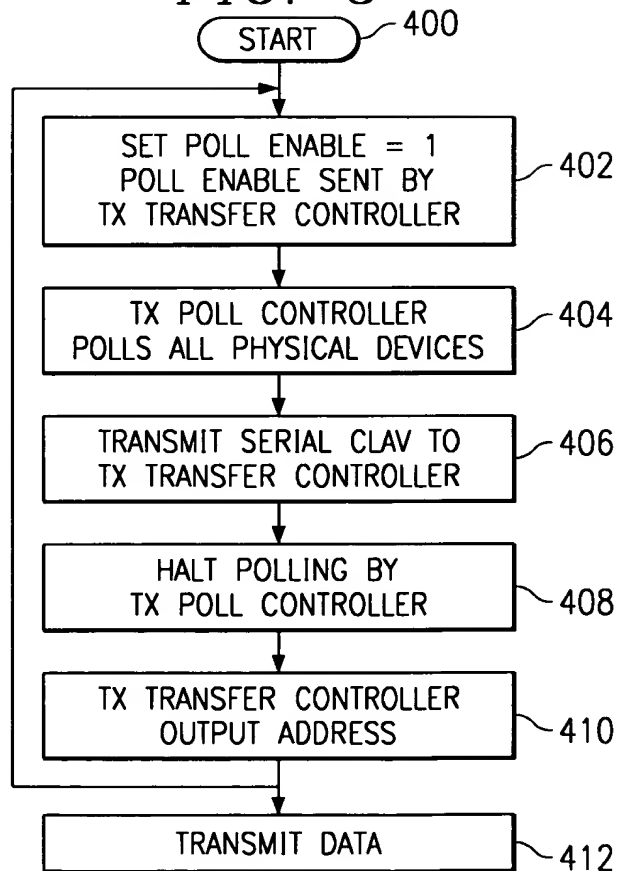 START
400
SET POLL ENABLE = 1
POLL ENABLE SENT BY
TX TRANSFER CONTROLLER
402
TX POLL CONTROLLER
POLLS ALL PHYSICAL DEVICES
404
TRANSMIT SERIAL CLAV TO
TX TRANSFER CONTROLLER
406
HALT POLLING BY
TX POLL CONTROLLER
408
TX TRANSFER CONTROLLER
OUTPUT ADDRESS
410
TRANSMIT DATA
412